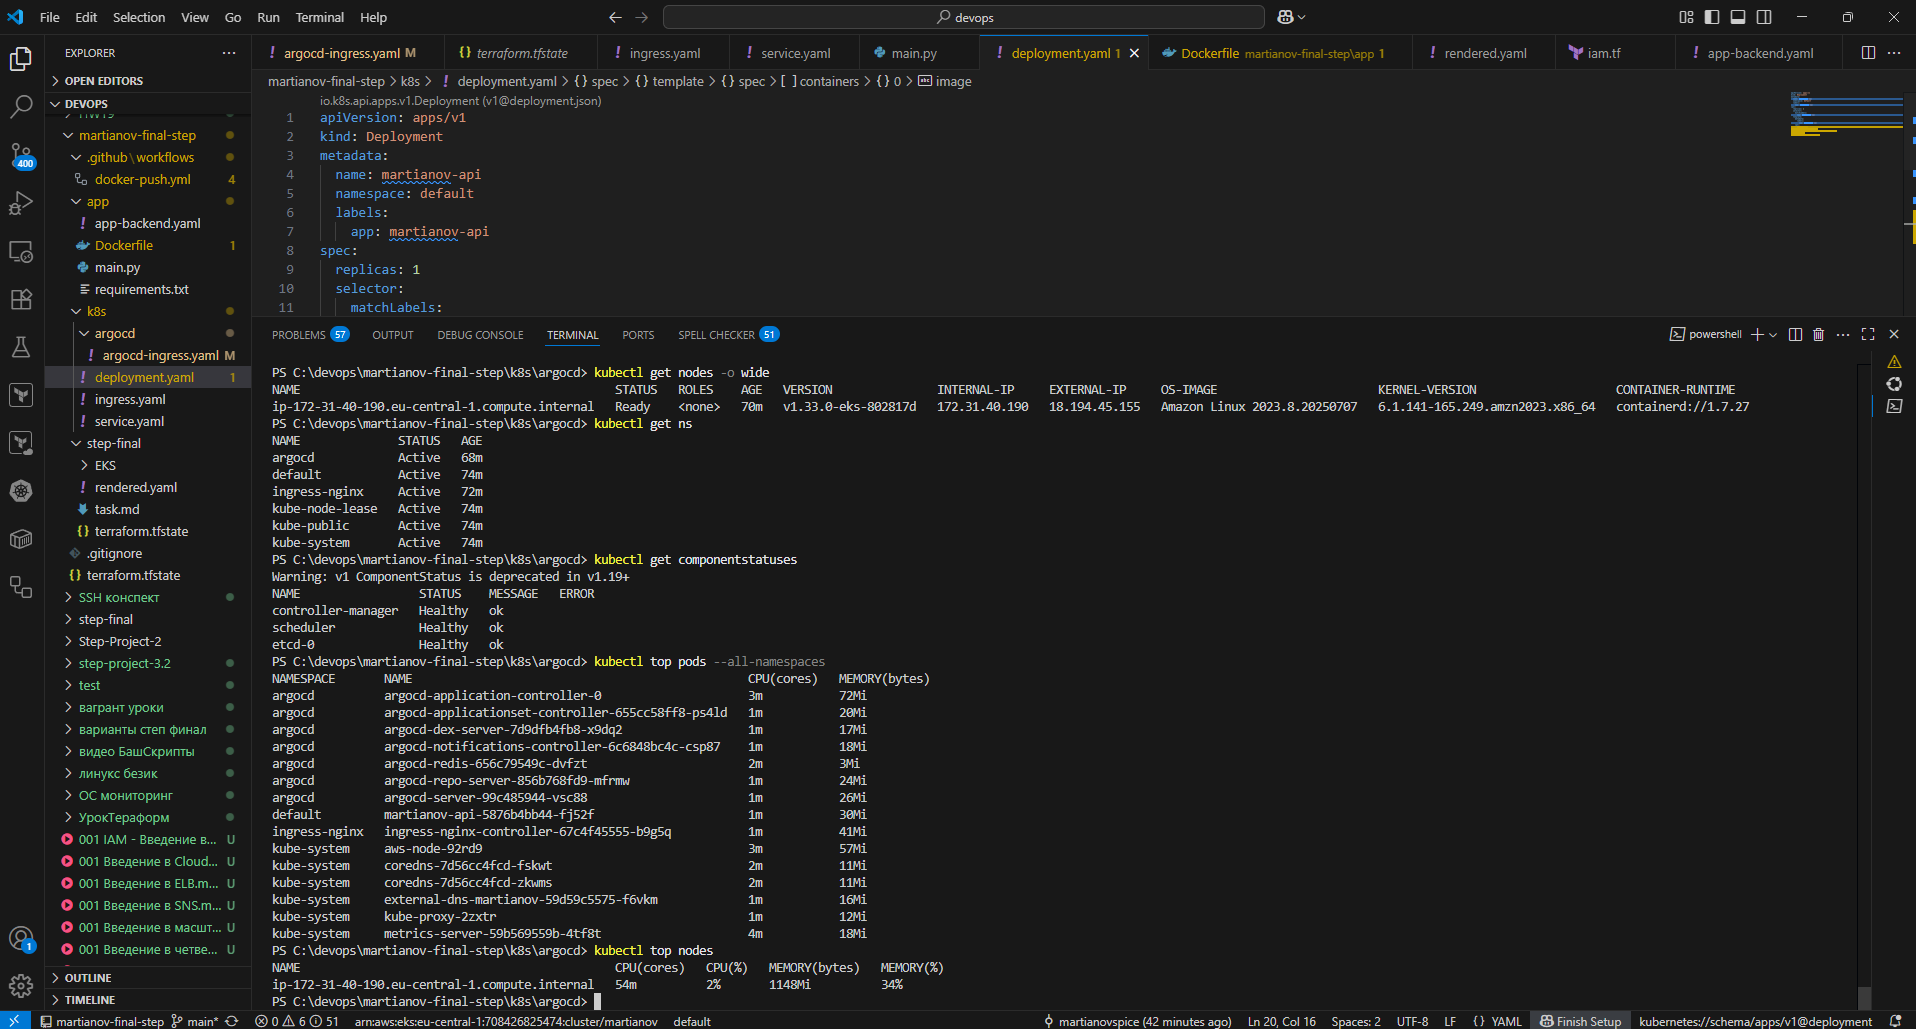 File Edit Selection View Go Run Terminal Help
devops
EXPLORER
OPEN EDITORS
DEVOPS
martianov-final-step
.github\workflows
docker-push.yml 4
app
app-backend.yaml
Dockerfile 1
main.py
requirements.txt
k8s
argocd
argocd-ingress.yaml M
deployment.yaml 1
ingress.yaml
service.yaml
step-final
EKS
rendered.yaml
task.md
terraform.tfstate
.gitignore
terraform.tfstate
SSH конспект
step-final
Step-Project-2
step-project-3.2
test
вагрант уроки
варианты степ финал
видео БашСкрипты
линукс безик
ОС мониторинг
УрокТераформ
001 IAM - Введение в... U
001 Введение в Cloud... U
001 Введение в ELB.m... U
001 Введение в SNS.m... U
001 Введение в масшт... U
001 Введение в четве... U
OUTLINE
TIMELINE
400
1
argocd-ingress.yaml M
terraform.tfstate
ingress.yaml
service.yaml
main.py
deployment.yaml 1
Dockerfile martianov-final-step\app 1
rendered.yaml
iam.tf
app-backend.yaml
martianov-final-step > k8s > deployment.yaml > {} spec > {} template > {} spec > [ ] containers > {} 0 > image
io.k8s.api.apps.v1.Deployment (v1@deployment.json)
1 apiVersion: apps/v1
2 kind: Deployment
3 metadata:
4 name: martianov-api
5 namespace: default
6 labels:
7 app: martianov-api
8 spec:
9 replicas: 1
10 selector:
11 matchLabels:
PROBLEMS 57 OUTPUT DEBUG CONSOLE TERMINAL PORTS SPELL CHECKER 51
powershell
PS C:\devops\martianov-final-step\k8s\argocd> kubectl get nodes -o wide
NAME STATUS ROLES AGE VERSION INTERNAL-IP EXTERNAL-IP OS-IMAGE KERNEL-VERSION CONTAINER-RUNTIME
ip-172-31-40-190.eu-central-1.compute.internal Ready <none> 70m v1.33.0-eks-802817d 172.31.40.190 18.194.45.155 Amazon Linux 2023.8.20250707 6.1.141-165.249.amzn2023.x86_64 containerd://1.7.27
PS C:\devops\martianov-final-step\k8s\argocd> kubectl get ns
NAME STATUS AGE
argocd Active 68m
default Active 74m
ingress-nginx Active 72m
kube-node-lease Active 74m
kube-public Active 74m
kube-system Active 74m
PS C:\devops\martianov-final-step\k8s\argocd> kubectl get componentstatuses
Warning: v1 ComponentStatus is deprecated in v1.19+
NAME STATUS MESSAGE ERROR
controller-manager Healthy ok
scheduler Healthy ok
etcd-0 Healthy ok
PS C:\devops\martianov-final-step\k8s\argocd> kubectl top pods --all-namespaces
NAMESPACE NAME CPU(cores) MEMORY(bytes)
argocd argocd-application-controller-0 3m 72Mi
argocd argocd-applicationset-controller-655cc58ff8-ps4ld 1m 20Mi
argocd argocd-dex-server-7d9dfb4fb8-x9dq2 1m 17Mi
argocd argocd-notifications-controller-6c6848bc4c-csp87 1m 18Mi
argocd argocd-redis-656c79549c-dvfzt 2m 3Mi
argocd argocd-repo-server-856b768fd9-mfrmw 1m 24Mi
argocd argocd-server-99c485944-vsc88 1m 26Mi
default martianov-api-5876b4bb44-fj52f 1m 30Mi
ingress-nginx ingress-nginx-controller-67c4f45555-b9g5q 1m 41Mi
kube-system aws-node-92rd9 3m 57Mi
kube-system coredns-7d56cc4fcd-fskwt 2m 11Mi
kube-system coredns-7d56cc4fcd-zkwms 2m 11Mi
kube-system external-dns-martianov-59d59c5575-f6vkm 1m 16Mi
kube-system kube-proxy-2zxtr 1m 12Mi
kube-system metrics-server-59b569559b-4tf8t 4m 18Mi
PS C:\devops\martianov-final-step\k8s\argocd> kubectl top nodes
NAME CPU(cores) CPU(%) MEMORY(bytes) MEMORY(%)
ip-172-31-40-190.eu-central-1.compute.internal 54m 2% 1148Mi 34%
PS C:\devops\martianov-final-step\k8s\argocd>
martianov-final-step main* 0 6 51 arn:aws:eks:eu-central-1:708426825474:cluster/martianov default martianovspice (42 minutes ago) Ln 20, Col 16 Spaces: 2 UTF-8 LF {} YAML Finish Setup kubernetes://schema/apps/v1@deployment